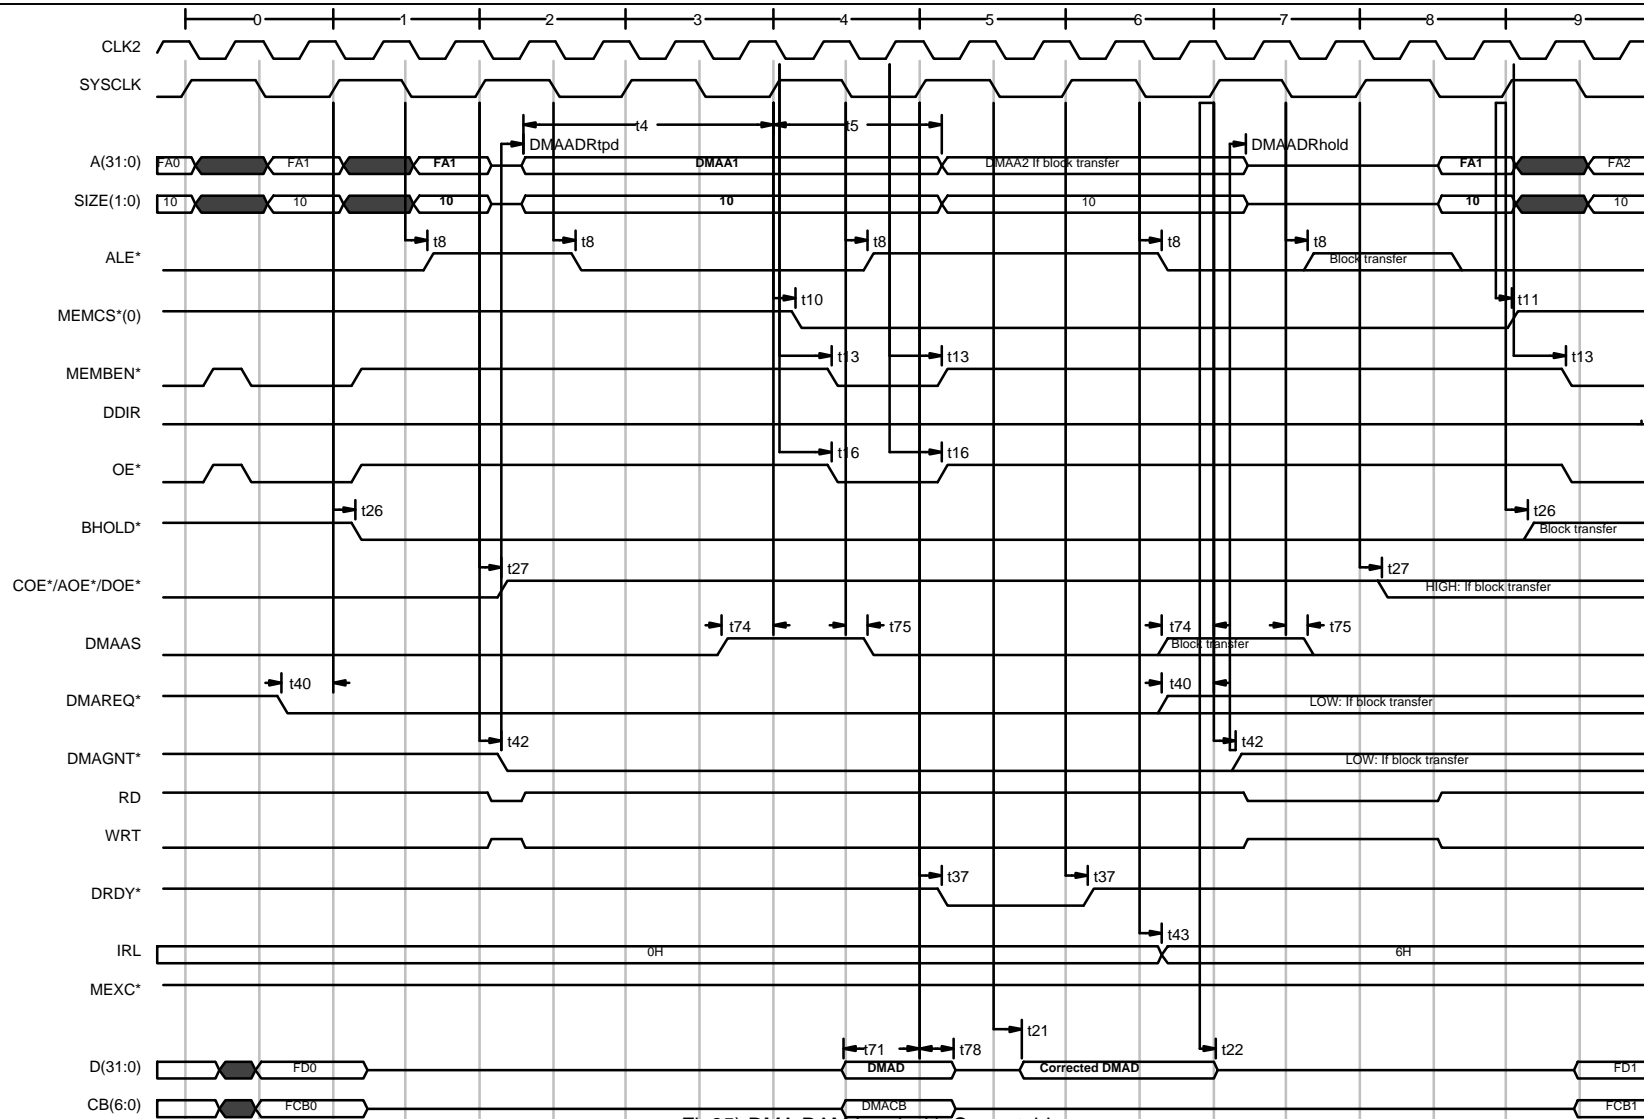 0 1 2 3 4 5 6 7 8 9
CLK2
SYSCLK
t4 t5
DMAADRtpd DMAADRhold
A(31:0) FA0 FA1 FA1 DMAA1 DMAA2 If block transfer FA1 FA2
SIZE(1:0) 10 10 10 10 10 10 10
t8 t8 t8 t8 t8
ALE* Block transfer
t10 t11
MEMCS*(0)
t13 t13 t13
MEMBEN*
DDIR
t16 t16
OE*
t26 t26
BHOLD* Block transfer
t27 t27
COE*/AOE*/DOE* HIGH: If block transfer
t74 t75 t74 t75
DMAAS Block transfer
t40 t40
DMAREQ* LOW: If block transfer
t42 t42
DMAGNT* LOW: If block transfer
RD
WRT
t37 t37
DRDY*
t43
IRL 0H 6H
MEXC*
t21
t71 t78 t22
D(31:0) FD0 DMAD Corrected DMAD FD1
CB(6:0) FCB0 DMACB FCB1